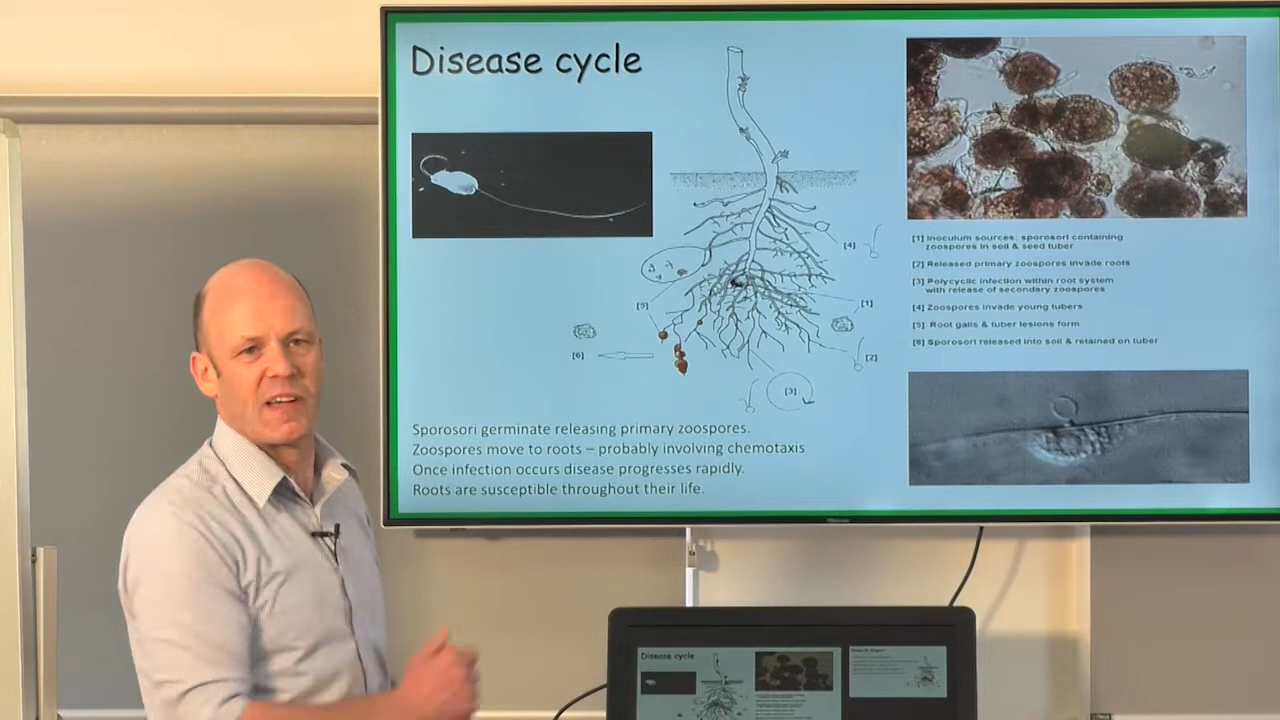 Disease cycle
[4]
[1]
[5]
[6]
[2]
[3]
[1] Inoculum sources: sporosori containing
zoospores in soil & seed tuber
[2] Released primary zoospores invade roots
[3] Polycyclic infection within root system
with release of secondary zoospores
[4] Zoospores invade young tubers
[5] Root galls & tuber lesions form
[6] Sporosori released into soil & retained on tuber
Sporosori germinate releasing primary zoospores.
Zoospores move to roots – probably involving chemotaxis
Once infection occurs disease progresses rapidly.
Roots are susceptible throughout their life.
Disease cycle